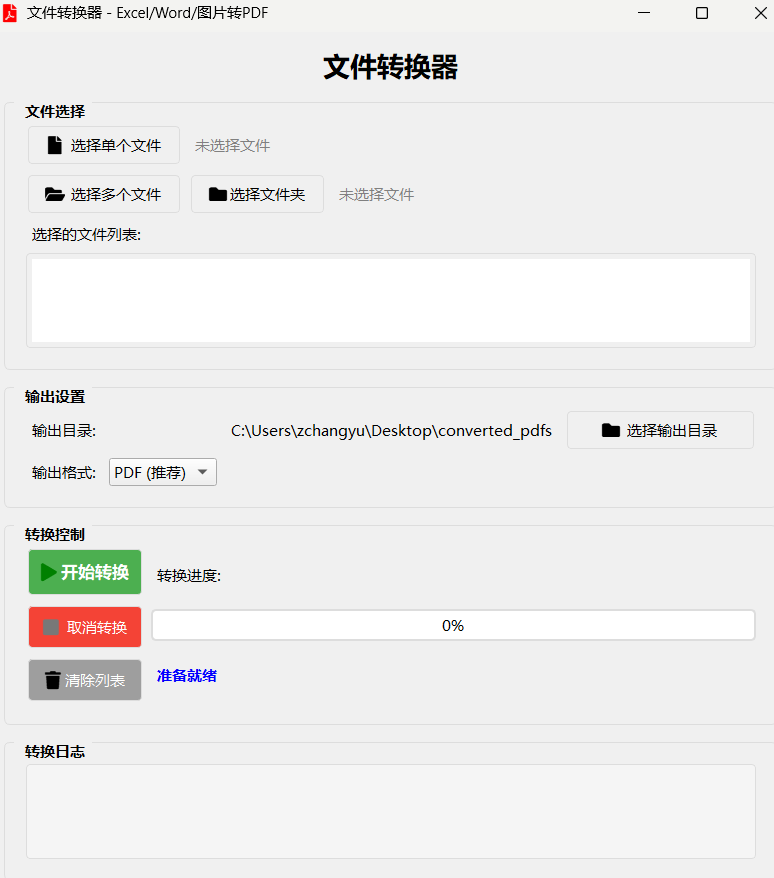 文件转换器 - Excel/Word/图片转PDF
文件转换器
文件选择
选择单个文件 未选择文件
选择多个文件 选择文件夹 未选择文件
选择的文件列表:
输出设置
输出目录: C:\Users\zchangyu\Desktop\converted_pdfs 选择输出目录
输出格式: PDF (推荐)
转换控制
开始转换 转换进度:
取消转换 0%
清除列表 准备就绪
转换日志